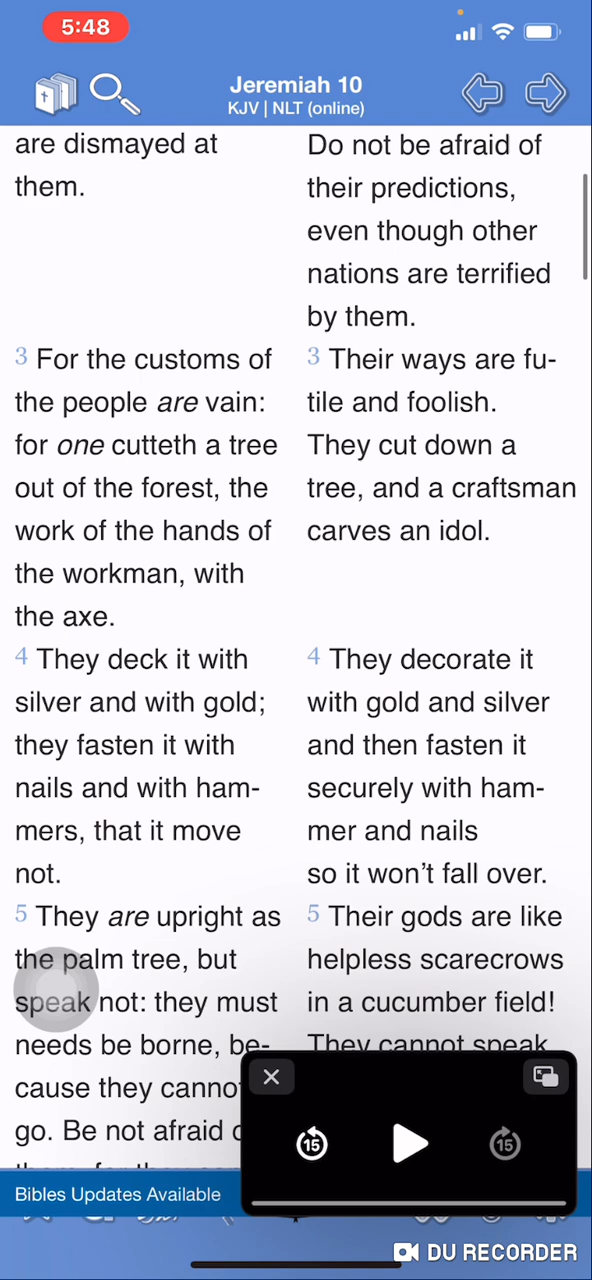 5:48
Jeremiah 10
KJV | NLT (online)
are dismayed at
them.
Do not be afraid of
their predictions,
even though other
nations are terrified
by them.
3 For the customs of
the people are vain:
for one cutteth a tree
out of the forest, the
work of the hands of
the workman, with
the axe.
3 Their ways are fu-
tile and foolish.
They cut down a
tree, and a craftsman
carves an idol.
4 They deck it with
silver and with gold;
they fasten it with
nails and with ham-
mers, that it move
not.
4 They decorate it
with gold and silver
and then fasten it
securely with ham-
mer and nails
so it won’t fall over.
5 They are upright as
the palm tree, but
speak not: they must
needs be borne, be-
cause they cannot
go. Be not afraid
5 Their gods are like
helpless scarecrows
in a cucumber field!
They cannot speak
15
15
Bibles Updates Available
DU RECORDER